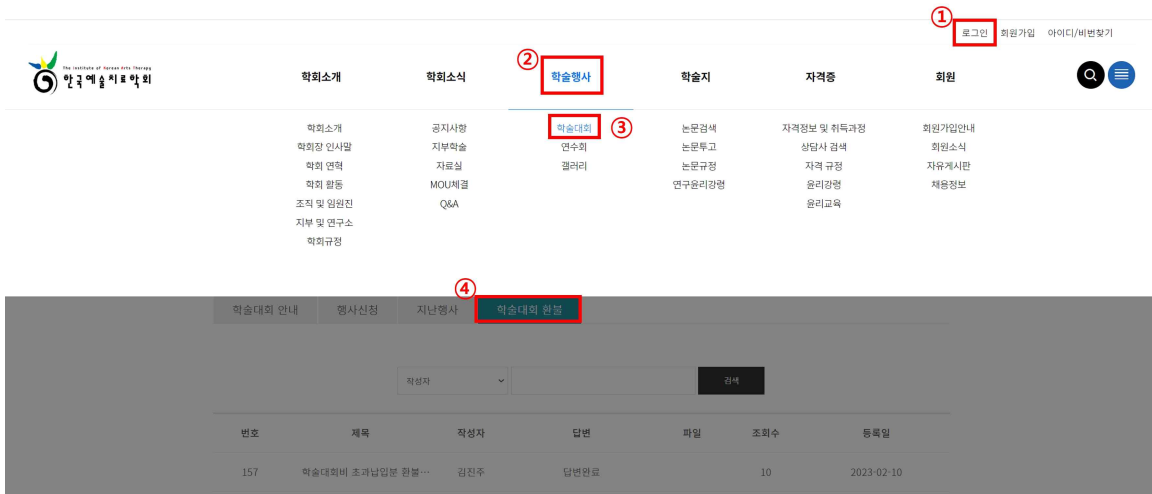 ①
로그인 회원가입 아이디/비번찾기
The Institute of Korean Arts Therapy
한국예술치료학회
②
학회소개 학회소식 학술행사 학술지 자격증 회원
③
학회소개 공지사항 학술대회 논문검색 자격정보 및 취득과정 회원가입안내
학회장 인사말 지부학술 연수회 논문투고 상담사 검색 회원소식
학회 연혁 자료실 갤러리 논문규정 자격 규정 자유게시판
학회 활동 MOU체결 연구윤리강령 윤리강령 채용정보
조직 및 임원진 Q&A 윤리교육
지부 및 연구소
학회규정
④
학술대회 안내 행사신청 지난행사 학술대회 환불
작성자 검색
번호 제목 작성자 답변 파일 조회수 등록일
157 학술대회비 초과납입분 환불… 김진주 답변완료 10 2023-02-10